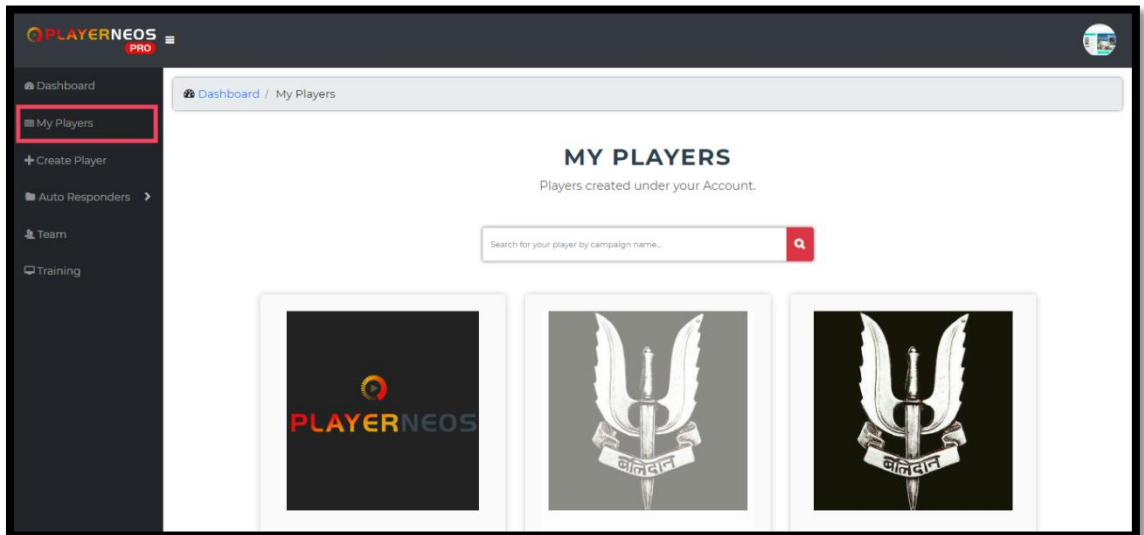 PLAYERNEOS
PRO
Dashboard
My Players
Create Player
Auto Responders
Team
Training
Dashboard / My Players
MY PLAYERS
Players created under your Account.
Search for your player by campaign name...
PLAYERNEOS
बलिदान
बलिदान